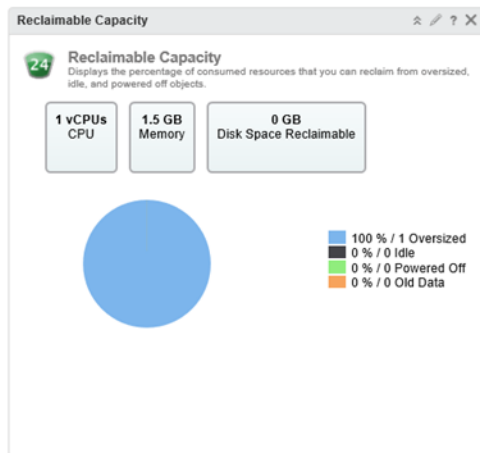 Reclaimable Capacity
?
24
Reclaimable Capacity
Displays the percentage of consumed resources that you can reclaim from oversized,
idle, and powered off objects.
1 vCPUs
CPU
1.5 GB
Memory
0 GB
Disk Space Reclaimable
100 % / 1 Oversized
0 % / 0 Idle
0 % / 0 Powered Off
0 % / 0 Old Data